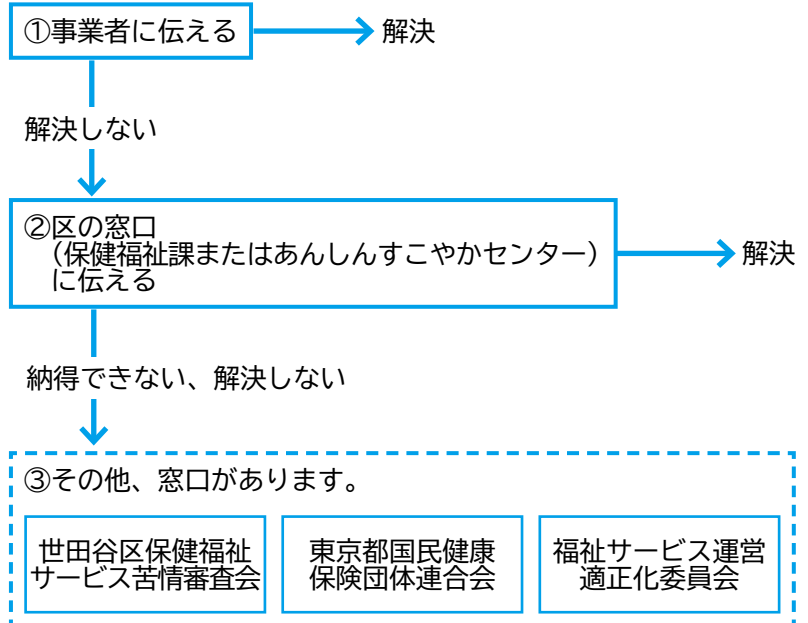 ①事業者に伝える
解決
解決しない
②区の窓口
（保健福祉課またはあんしんすこやかセンター）
に伝える
解決
納得できない、解決しない
③その他、窓口があります。
世田谷区保健福祉
サービス苦情審査会
東京都国民健康
保険団体連合会
福祉サービス運営
適正化委員会